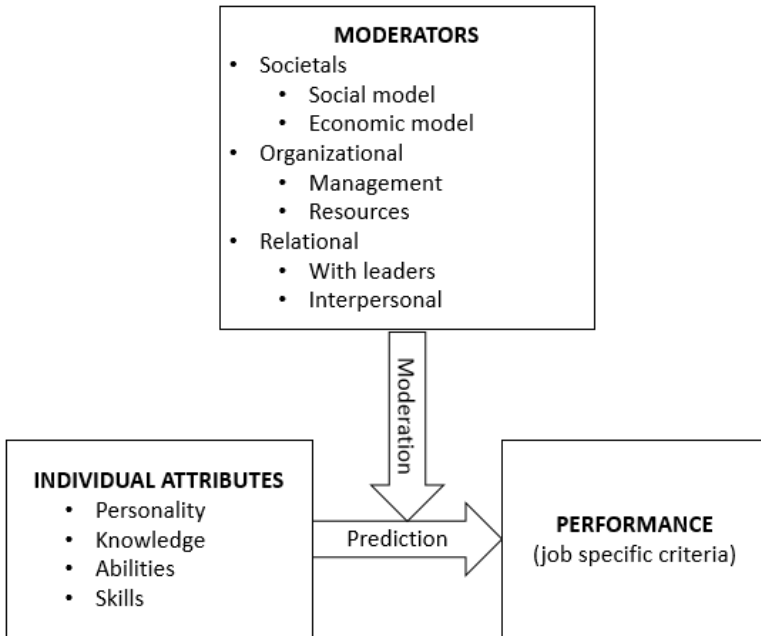 MODERATORS
• Societals
• Social model
• Economic model
• Organizational
• Management
• Resources
• Relational
• With leaders
• Interpersonal
Moderation
INDIVIDUAL ATTRIBUTES
• Personality
• Knowledge
• Abilities
• Skills
Prediction
PERFORMANCE
(job specific criteria)